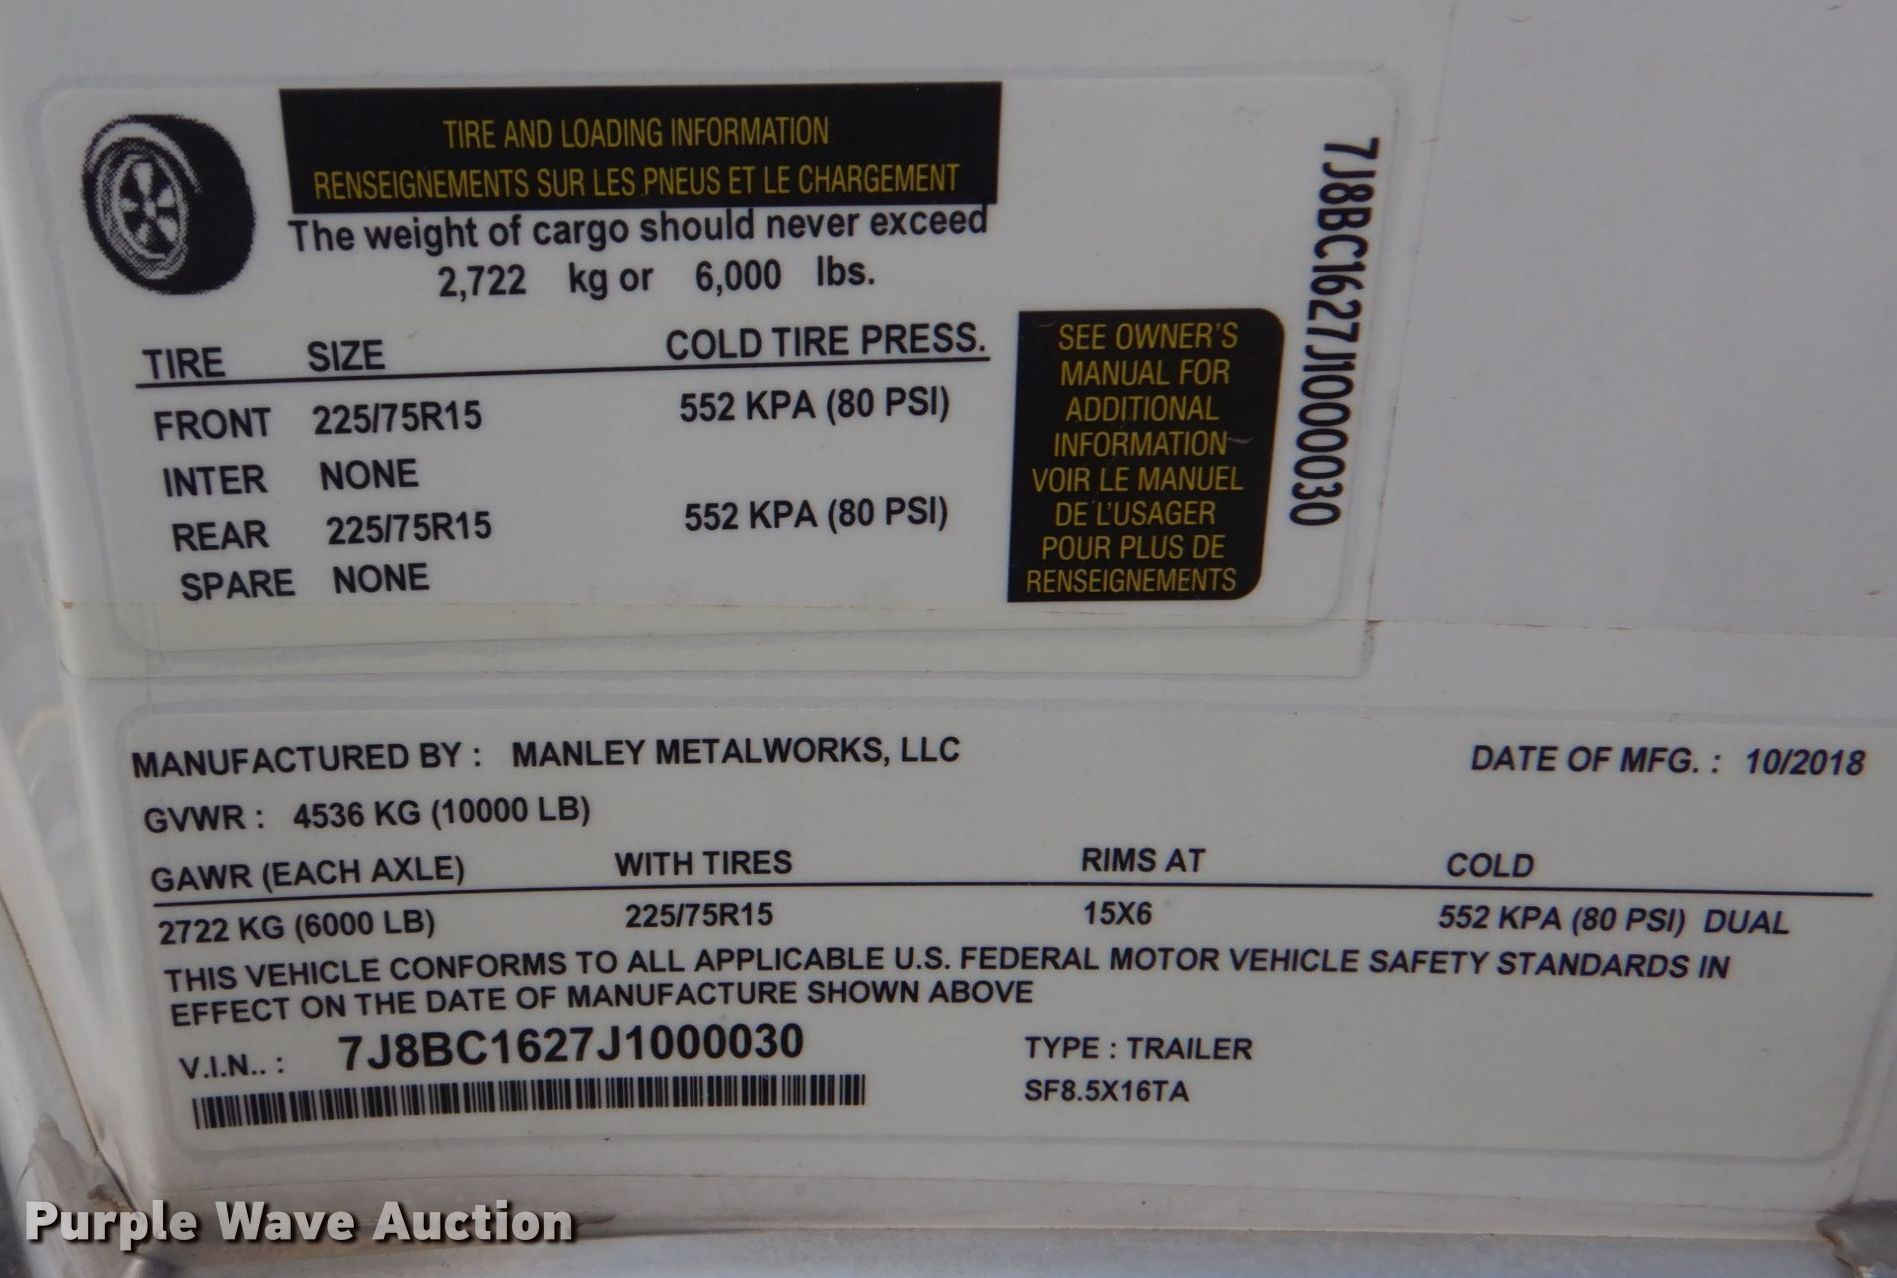 TIRE AND LOADING INFORMATION
RENSEIGNEMENTS SUR LES PNEUS ET LE CHARGEMENT
The weight of cargo should never exceed
2,722 kg or 6,000 lbs.
TIRE SIZE COLD TIRE PRESS.
FRONT 225/75R15 552 KPA (80 PSI)
INTER NONE
REAR 225/75R15 552 KPA (80 PSI)
SPARE NONE
SEE OWNER'S
MANUAL FOR
ADDITIONAL
INFORMATION
VOIR LE MANUEL
DE L'USAGER
POUR PLUS DE
RENSEIGNEMENTS
7J8BC1627J1000030
MANUFACTURED BY : MANLEY METALWORKS, LLC DATE OF MFG. : 10/2018
GVWR : 4536 KG (10000 LB)
GAWR (EACH AXLE) WITH TIRES RIMS AT COLD
2722 KG (6000 LB) 225/75R15 15X6 552 KPA (80 PSI) DUAL
THIS VEHICLE CONFORMS TO ALL APPLICABLE U.S. FEDERAL MOTOR VEHICLE SAFETY STANDARDS IN
EFFECT ON THE DATE OF MANUFACTURE SHOWN ABOVE
V.I.N.. : 7J8BC1627J1000030 TYPE : TRAILER
SF8.5X16TA
Purple Wave Auction